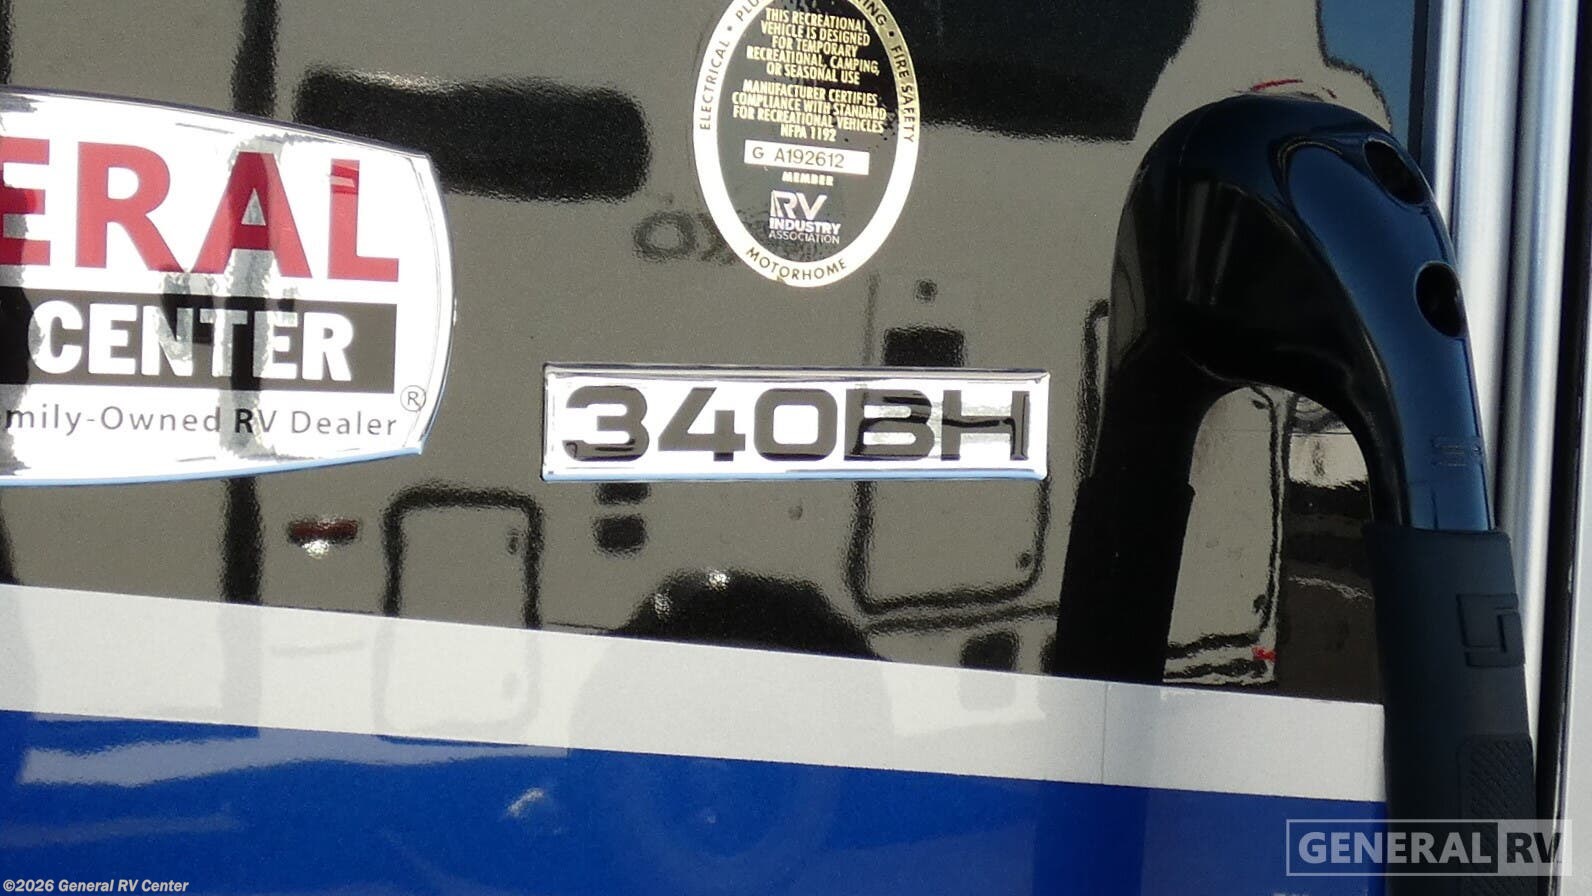 ELECTRICAL • FIRE SAFETY
THIS RECREATIONAL
VEHICLE IS DESIGNED
FOR TEMPORARY
RECREATIONAL, CAMPING,
OR SEASONAL USE
MANUFACTURER CERTIFIES
COMPLIANCE WITH STANDARD
FOR RECREATIONAL VEHICLES
NFPA 1192
G A192612
MEMBER
RV
INDUSTRY
ASSOCIATION
MOTORHOME
ERAL
CENTER
mily-Owned RV Dealer®
340BH
GENERAL RV
©2026 General RV Center